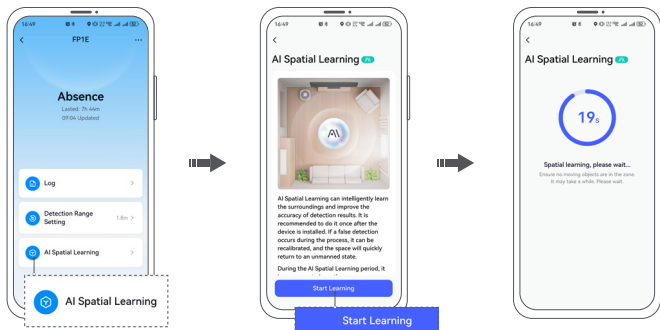 16:49
FP1E
Absence
Lasted: 7h 44m
09:04 Updated
Log
Detection Range
Setting
1.8m
AI Spatial Learning
AI Spatial Learning
16:49
AI Spatial Learning
AI
AI Spatial Learning can intelligently learn
the surroundings and improve the
accuracy of detection results. It is
recommended to do it once after the
device is installed. If a false detection
occurs during the process, it can be
recalibrated, and the space will quickly
return to an unmanned state.
During the AI Spatial Learning period, it
Start Learning
Start Learning
16:49
AI Spatial Learning
19s
Spatial learning, please wait...
Ensure no moving objects are in the zone.
It may take a while. Please wait.